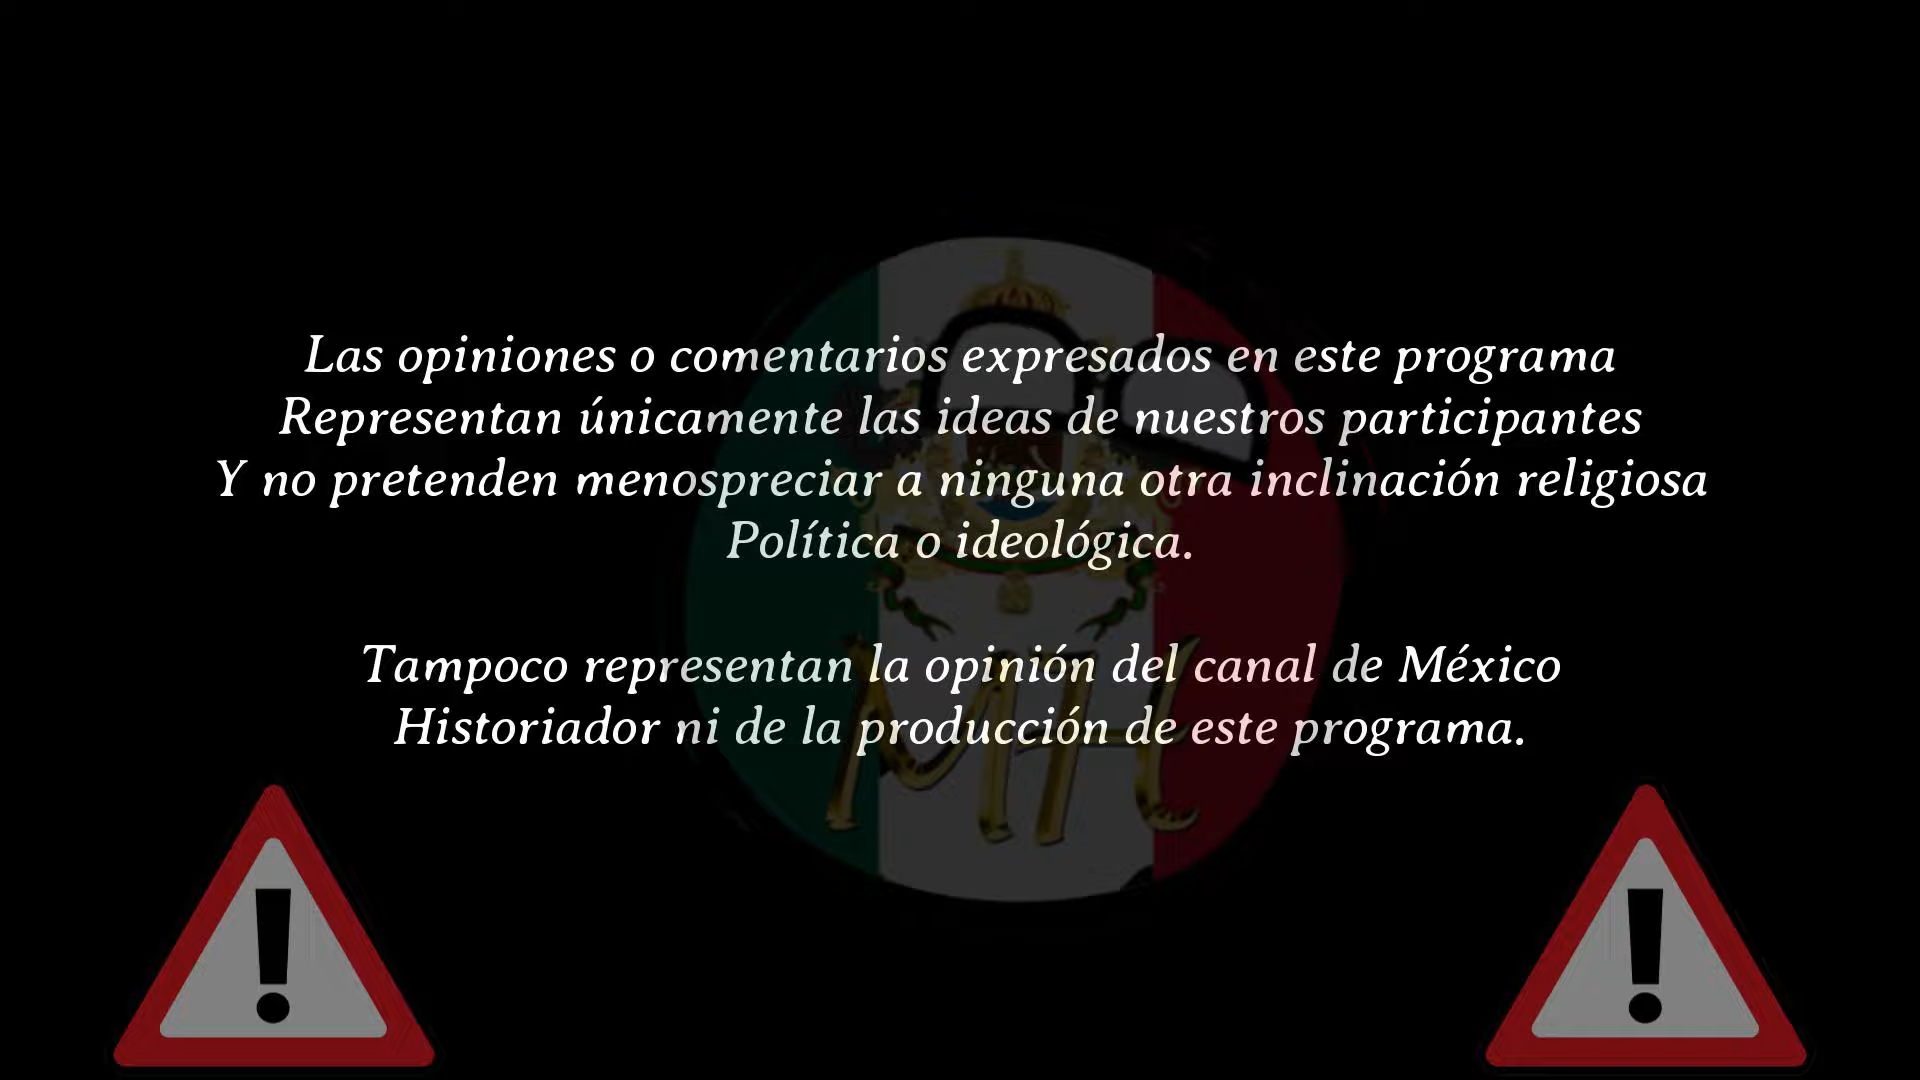 Las opiniones o comentarios expresados en este programa
Representan únicamente las ideas de nuestros participantes
Y no pretenden menospreciar a ninguna otra inclinación religiosa
Política o ideológica.
Tampoco representan la opinión del canal de México
Historiador ni de la producción de este programa.
MH
! !